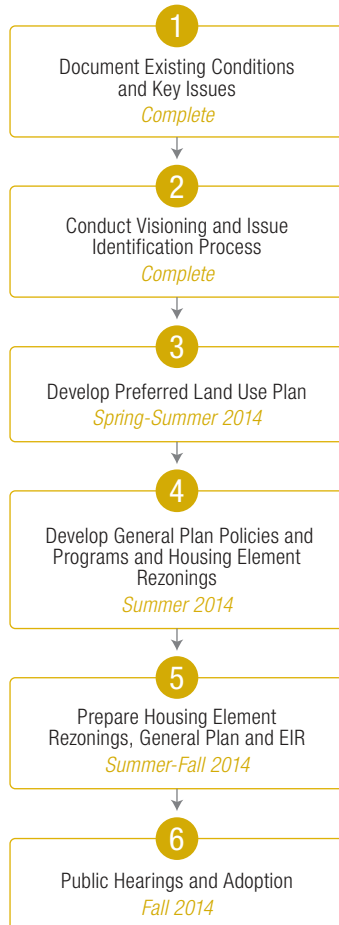 1
Document Existing Conditions
and Key Issues
Complete
2
Conduct Visioning and Issue
Identification Process
Complete
3
Develop Preferred Land Use Plan
Spring-Summer 2014
4
Develop General Plan Policies and
Programs and Housing Element
Rezonings
Summer 2014
5
Prepare Housing Element
Rezonings, General Plan and EIR
Summer-Fall 2014
6
Public Hearings and Adoption
Fall 2014